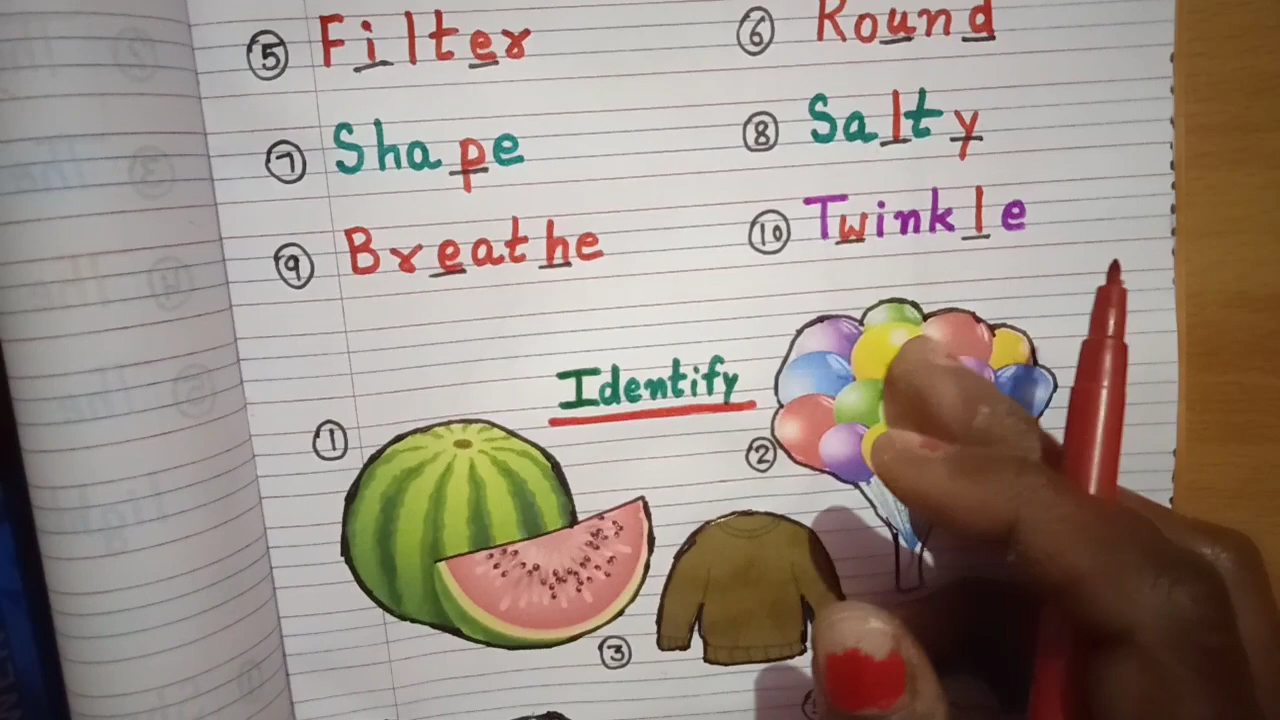 ⑤ Filter ⑥ Round
⑦ Shape ⑧ Salty
⑨ Breathe ⑩ Twinkle
Identify
①
②
③